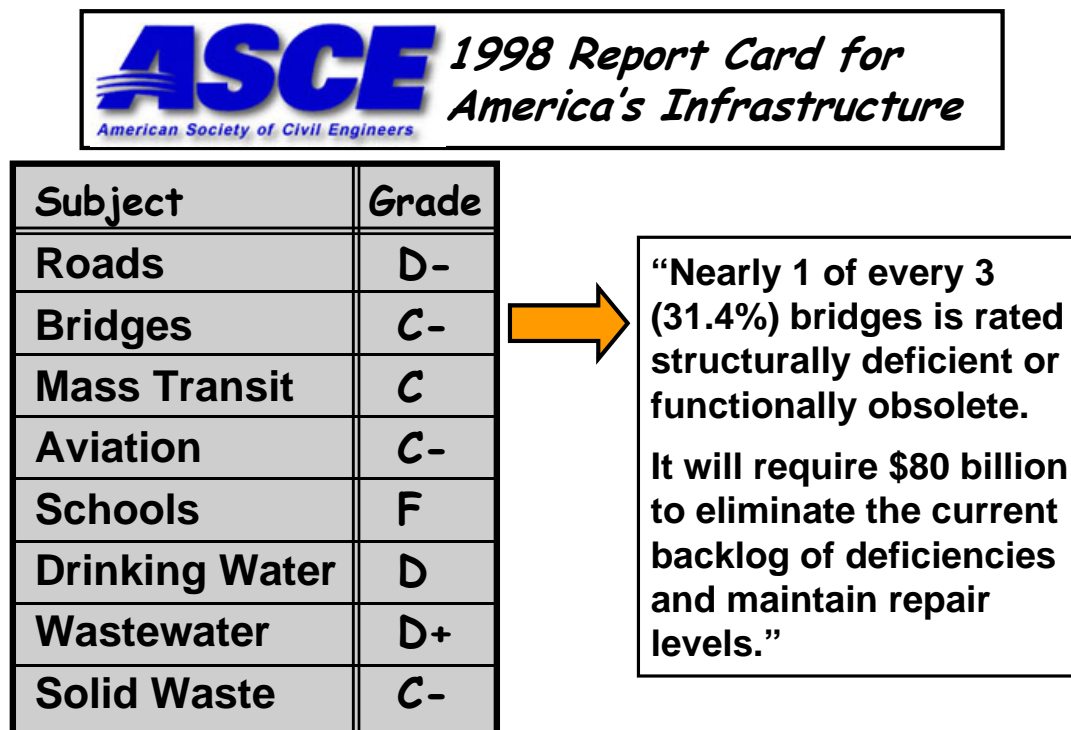 ASCE
American Society of Civil Engineers
1998 Report Card for
America's Infrastructure
Subject Grade
Roads D-
Bridges C-
Mass Transit C
Aviation C-
Schools F
Drinking Water D
Wastewater D+
Solid Waste C-
“Nearly 1 of every 3
(31.4%) bridges is rated
structurally deficient or
functionally obsolete.
It will require $80 billion
to eliminate the current
backlog of deficiencies
and maintain repair
levels.”